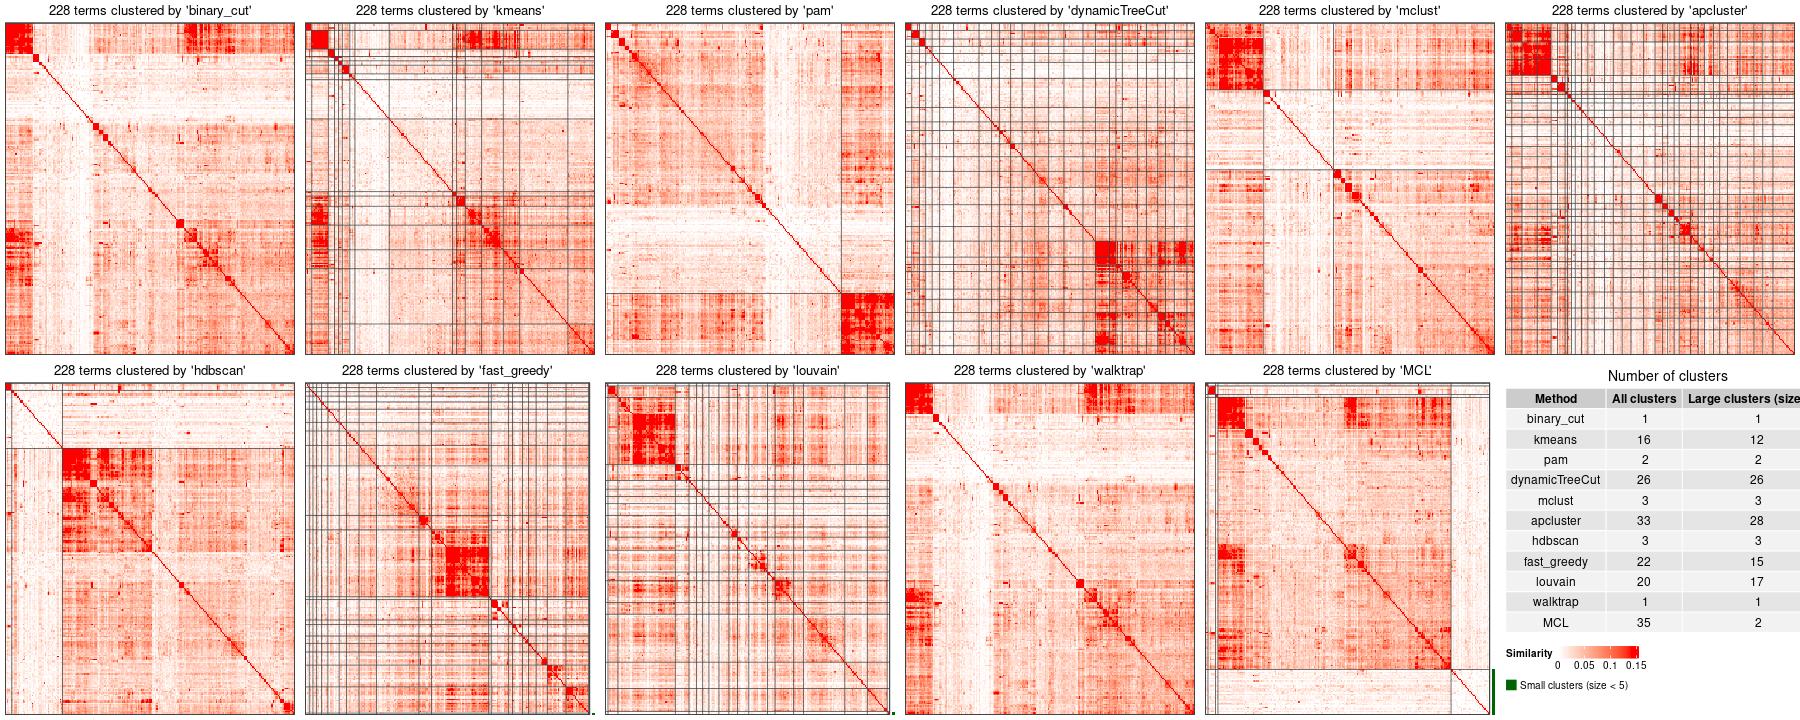 228 terms clustered by 'binary_cut'
228 terms clustered by 'kmeans'
228 terms clustered by 'pam'
228 terms clustered by 'dynamicTreeCut'
228 terms clustered by 'mclust'
228 terms clustered by 'apcluster'
228 terms clustered by 'hdbscan'
228 terms clustered by 'fast_greedy'
228 terms clustered by 'louvain'
228 terms clustered by 'walktrap'
228 terms clustered by 'MCL'
Number of clusters
Method All clusters Large clusters (size
binary_cut 1 1
kmeans 16 12
pam 2 2
dynamicTreeCut 26 26
mclust 3 3
apcluster 33 28
hdbscan 3 3
fast_greedy 22 15
louvain 20 17
walktrap 1 1
MCL 35 2
Similarity
0 0.05 0.1 0.15
Small clusters (size < 5)